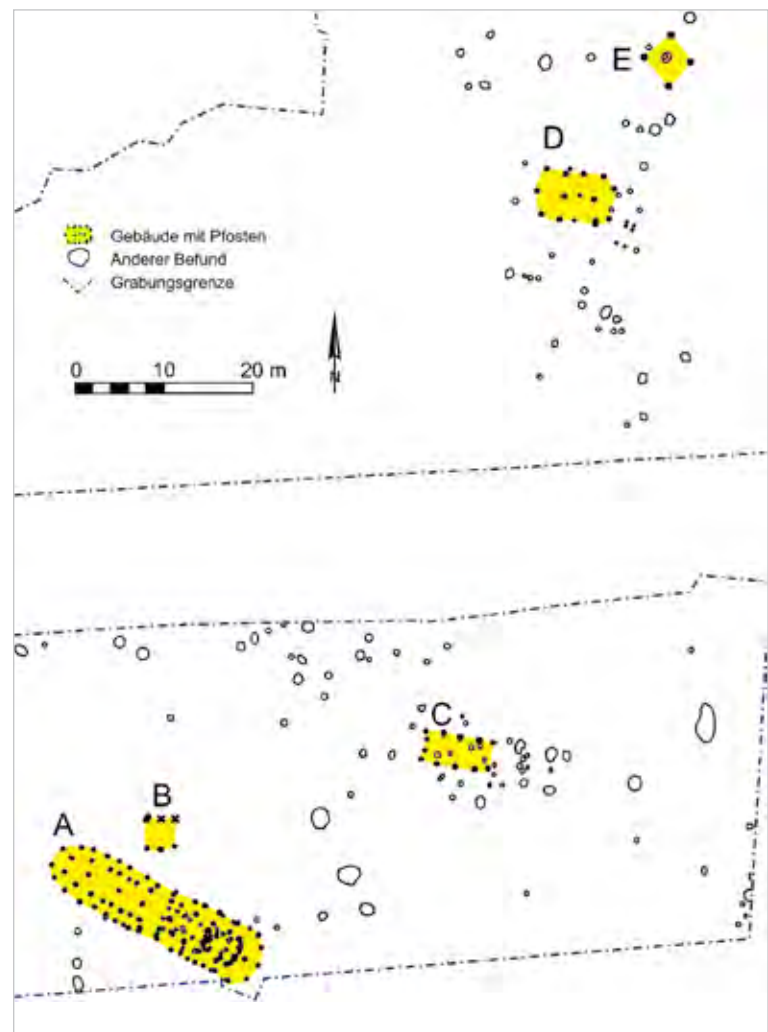 E
D
Gebäude mit Pfosten
Anderer Befund
Grabungsgrenze
0 10 20 m
N
C
B
A